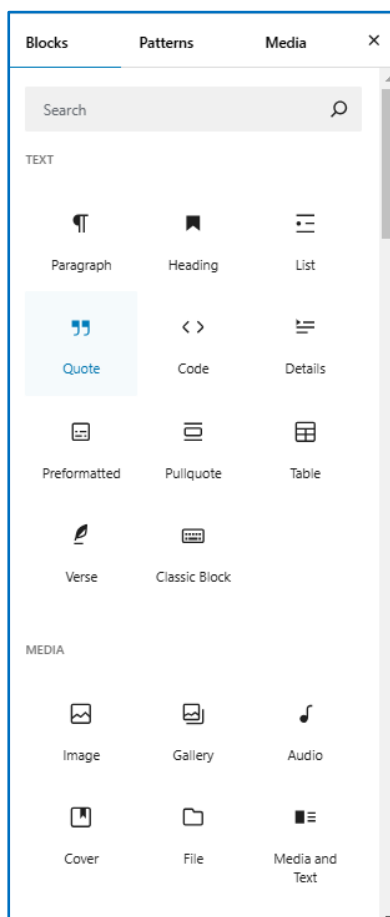 Blocks Patterns Media
Search
TEXT
Paragraph Heading List
Quote Code Details
Preformatted Pullquote Table
Verse Classic Block
MEDIA
Image Gallery Audio
Cover File Media and
Text